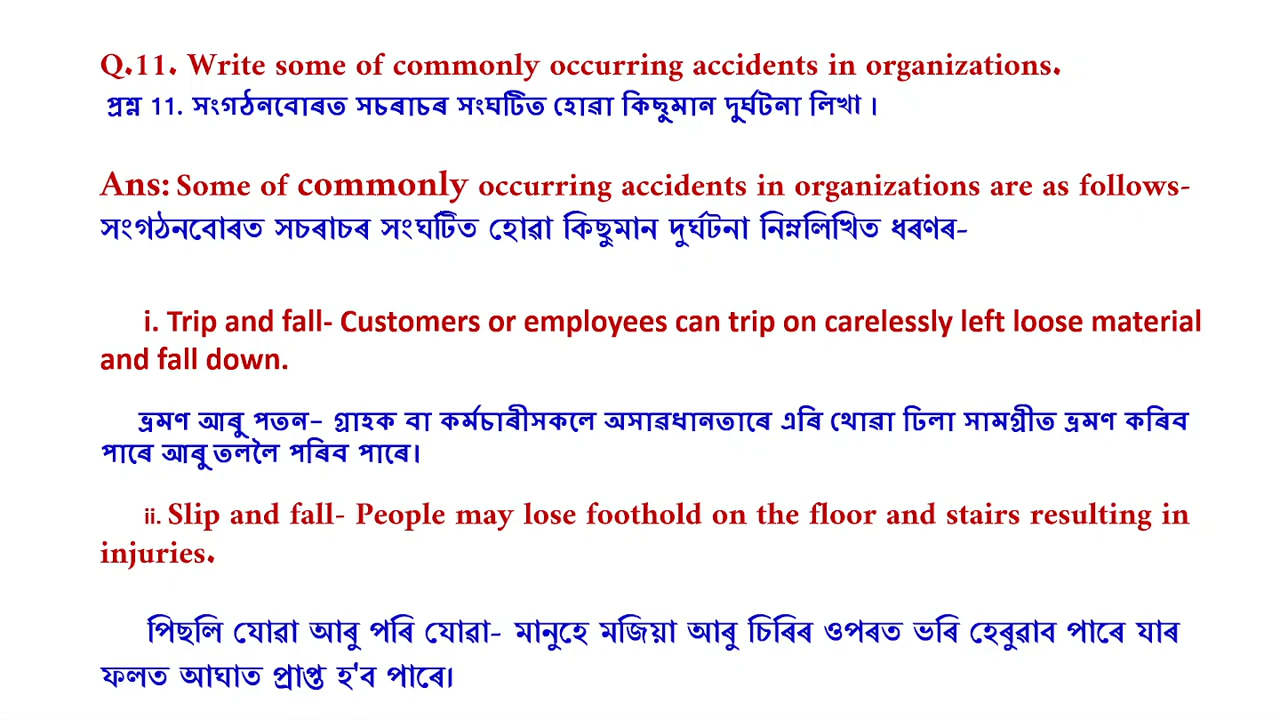 Q.11. Write some of commonly occurring accidents in organizations.
প্ৰশ্ন 11. সংগঠনবোৰত সচৰাচৰ সংঘটিত হোৱা কিছুমান দুৰ্ঘটনা লিখা।
Ans: Some of commonly occurring accidents in organizations are as follows-
সংগঠনবোৰত সচৰাচৰ সংঘটিত হোৱা কিছুমান দুৰ্ঘটনা নিম্নলিখিত ধৰণৰ-
i. Trip and fall- Customers or employees can trip on carelessly left loose material
and fall down.
ভ্ৰমণ আৰু পতন– গ্ৰাহক বা কৰ্মচাৰীসকলে অসাৱধানতাৰে এৰি থোৱা ঢিলা সামগ্ৰীত ভ্ৰমণ কৰিব
পাৰে আৰু তললৈ পৰিব পাৰে।
ii. Slip and fall- People may lose foothold on the floor and stairs resulting in
injuries.
পিছলি যোৱা আৰু পৰি যোৱা- মানুহে মজিয়া আৰু চিৰিৰ ওপৰত ভৰি হেৰুৱাব পাৰে যাৰ
ফলত আঘাত প্ৰাপ্ত হ'ব পাৰে।